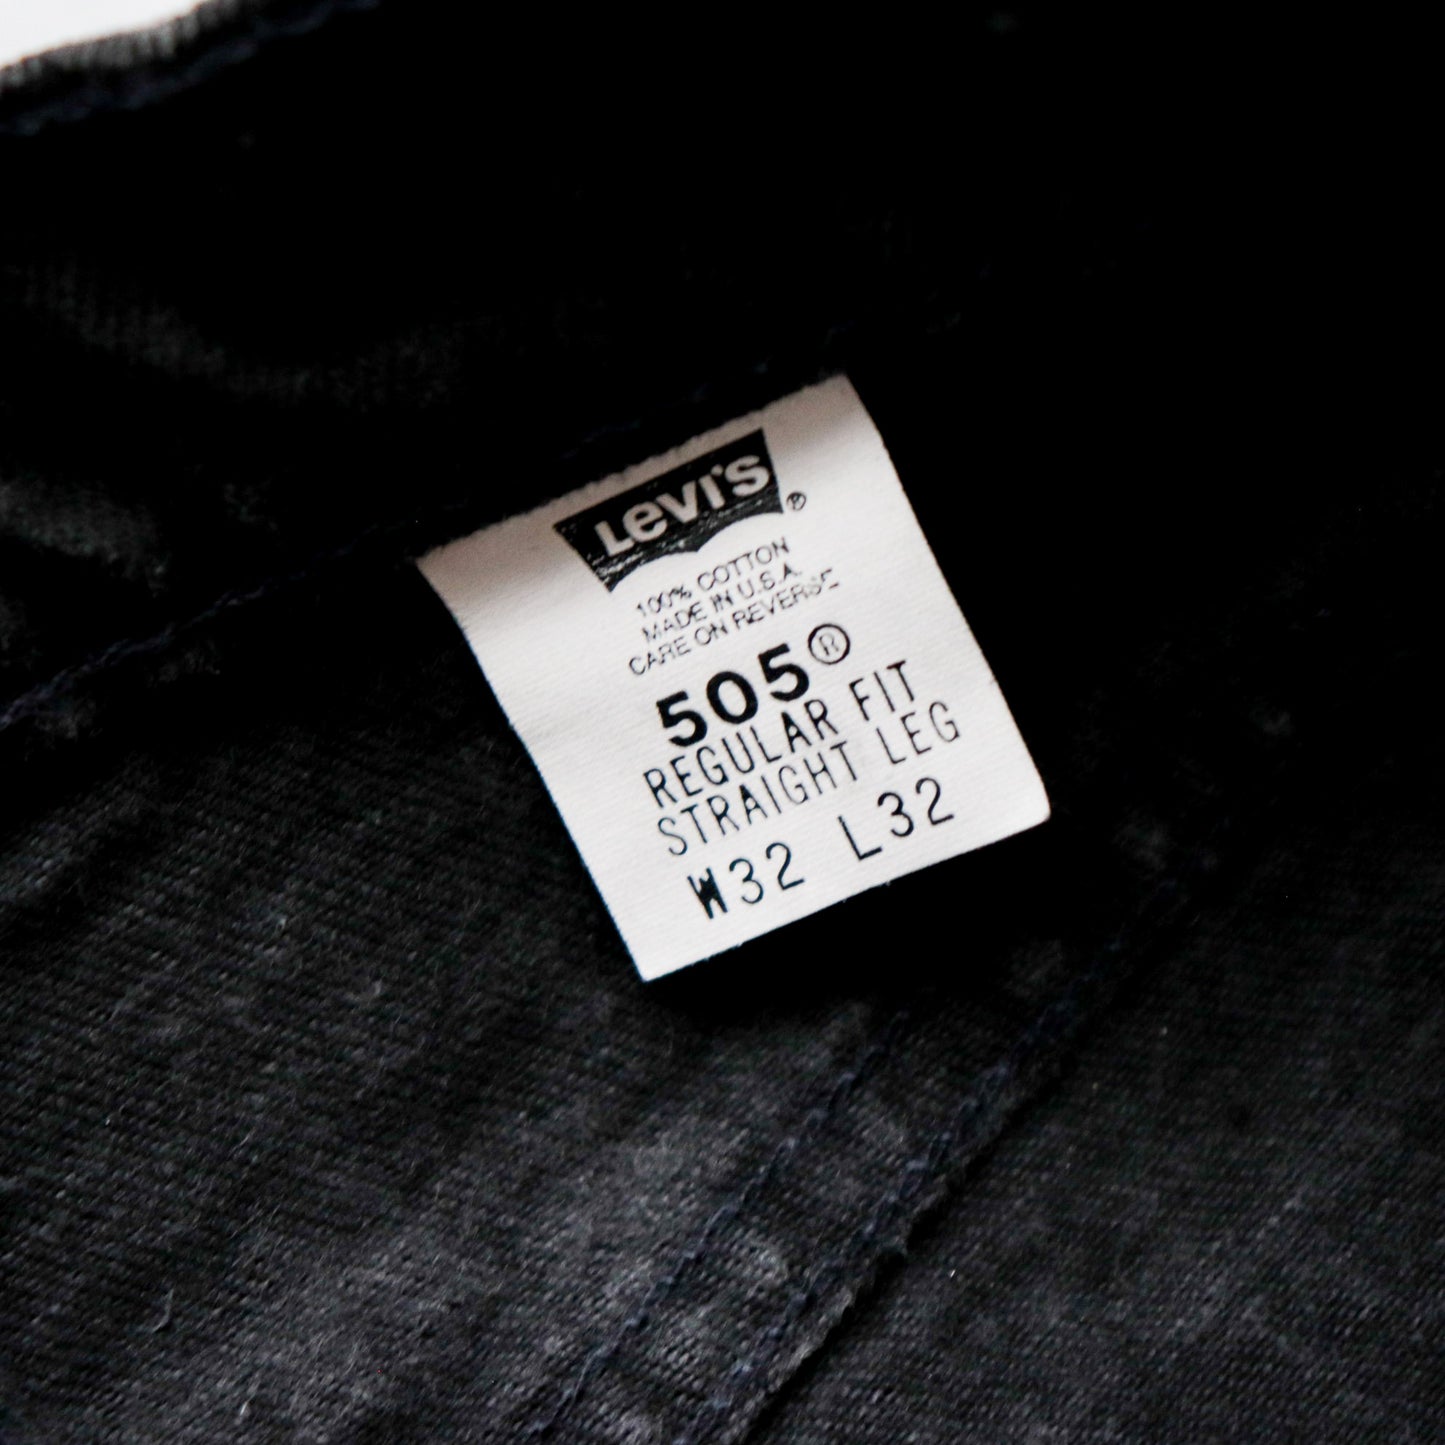 Levi's®
100% COTTON
MADE IN U.S.A.
CARE ON REVERSE
505®
REGULAR FIT
STRAIGHT LEG
W32 L32